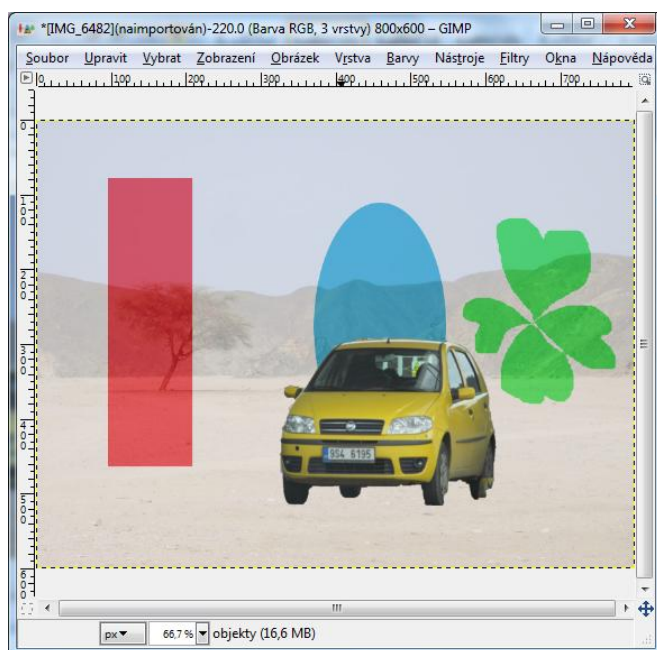 *[IMG_6482](naimportován)-220.0 (Barva RGB, 3 vrstvy) 800x600 – GIMP
Soubor Upravit Vybrat Zobrazení Obrázek Vrstva Barvy Nástroje Filtry Okna Nápověda
0 100 200 300 400 500 600 700
0
100
200
300
400
500
600
9S4 6195
px 66,7 % objekty (16,6 MB)